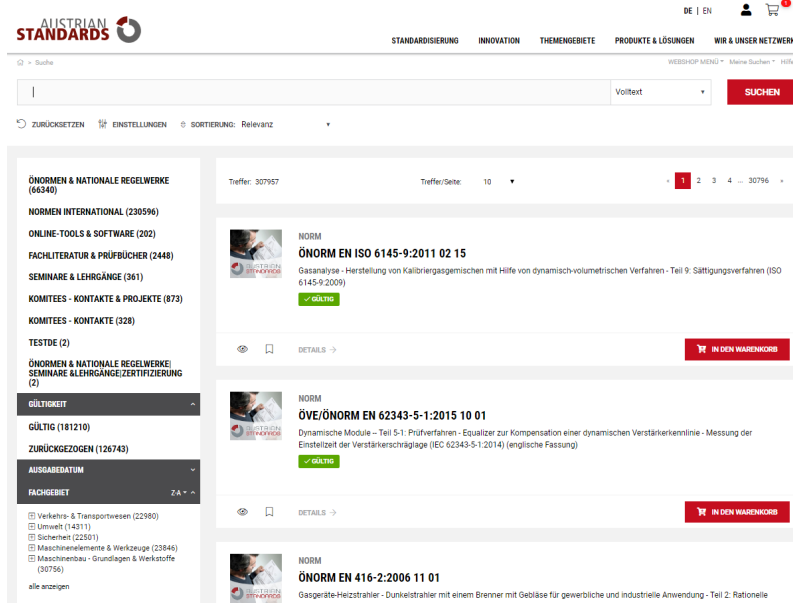 DE | EN
1
AUSTRIAN
STANDARDS
STANDARDISIERUNG INNOVATION THEMENGEBIETE PRODUKTE & LÖSUNGEN WIR & UNSER NETZWERK
» Suche
WEBSHOP MENÜ Meine Suchen Hilfe
Volltext
SUCHEN
ZURÜCKSETZEN EINSTELLUNGEN SORTIERUNG: Relevanz
ÖNORMEN & NATIONALE REGELWERKE
(66340)
NORMEN INTERNATIONAL (230596)
ONLINE-TOOLS & SOFTWARE (202)
FACHLITERATUR & PRÜFBÜCHER (2448)
SEMINARE & LEHRGÄNGE (361)
KOMITEES - KONTAKTE & PROJEKTE (873)
KOMITEES - KONTAKTE (328)
TESTDE (2)
ÖNORMEN & NATIONALE REGELWERKE|
SEMINARE &LEHRGÄNGE|ZERTIFIZIERUNG
(2)
GÜLTIGKEIT
GÜLTIG (181210)
ZURÜCKGEZOGEN (126743)
AUSGABEDATUM
FACHGEBIET Z-A
Verkehrs- & Transportwesen (22980)
Umwelt (14311)
Sicherheit (22501)
Maschinenelemente & Werkzeuge (23846)
Maschinenbau - Grundlagen & Werkstoffe
(30756)
alle anzeigen
Treffer: 307957 Treffer/Seite: 10 « 1 2 3 4 ... 30796 »
AUSTRIAN
STANDARDS
NORM
ÖNORM EN ISO 6145-9:2011 02 15
Gasanalyse - Herstellung von Kalibriergasgemischen mit Hilfe von dynamisch-volumetrischen Verfahren - Teil 9: Sättigungsverfahren (ISO
6145-9:2009)
GÜLTIG
DETAILS
IN DEN WARENKORB
AUSTRIAN
STANDARDS
NORM
ÖVE/ÖNORM EN 62343-5-1:2015 10 01
Dynamische Module -- Teil 5-1: Prüfverfahren - Equalizer zur Kompensation einer dynamischen Verstärkerkennlinie - Messung der
Einstellzeit der Verstärkerschräglage (IEC 62343-5-1:2014) (englische Fassung)
GÜLTIG
DETAILS
IN DEN WARENKORB
AUSTRIAN
STANDARDS
NORM
ÖNORM EN 416-2:2006 11 01
Gasgeräte-Heizstrahler - Dunkelstrahler mit einem Brenner mit Gebläse für gewerbliche und industrielle Anwendung - Teil 2: Rationelle